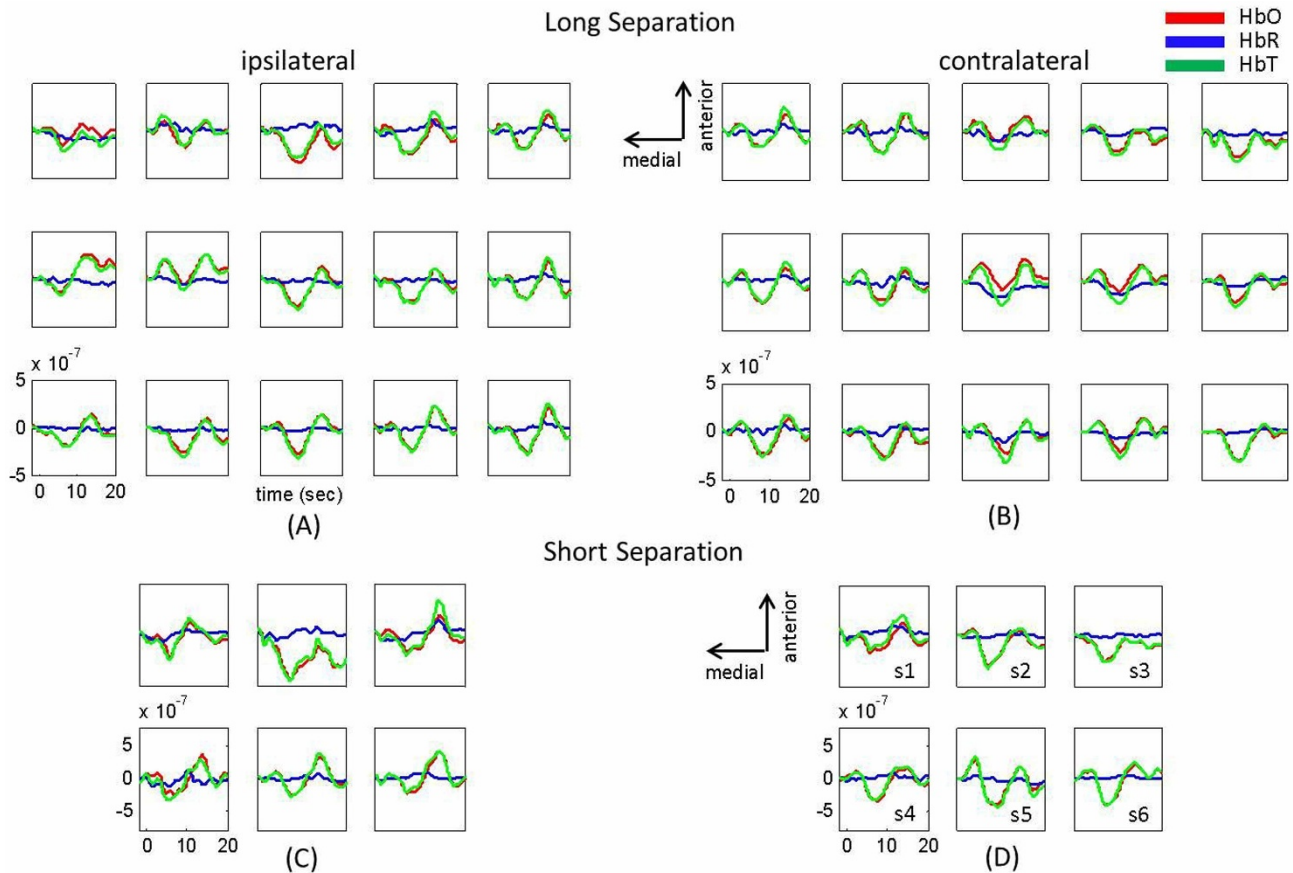 Long Separation
HbO
HbR
HbT
ipsilateral
contralateral
anterior
medial
x 10-7
5
0
-5
0 10 20
time (sec)
(A)
x 10-7
5
0
-5
0 10 20
(B)
Short Separation
anterior
medial
s1 s2 s3
x 10-7
5
0
-5
0 10 20
(C)
x 10-7
5
0
-5
s4 s5 s6
0 10 20
(D)